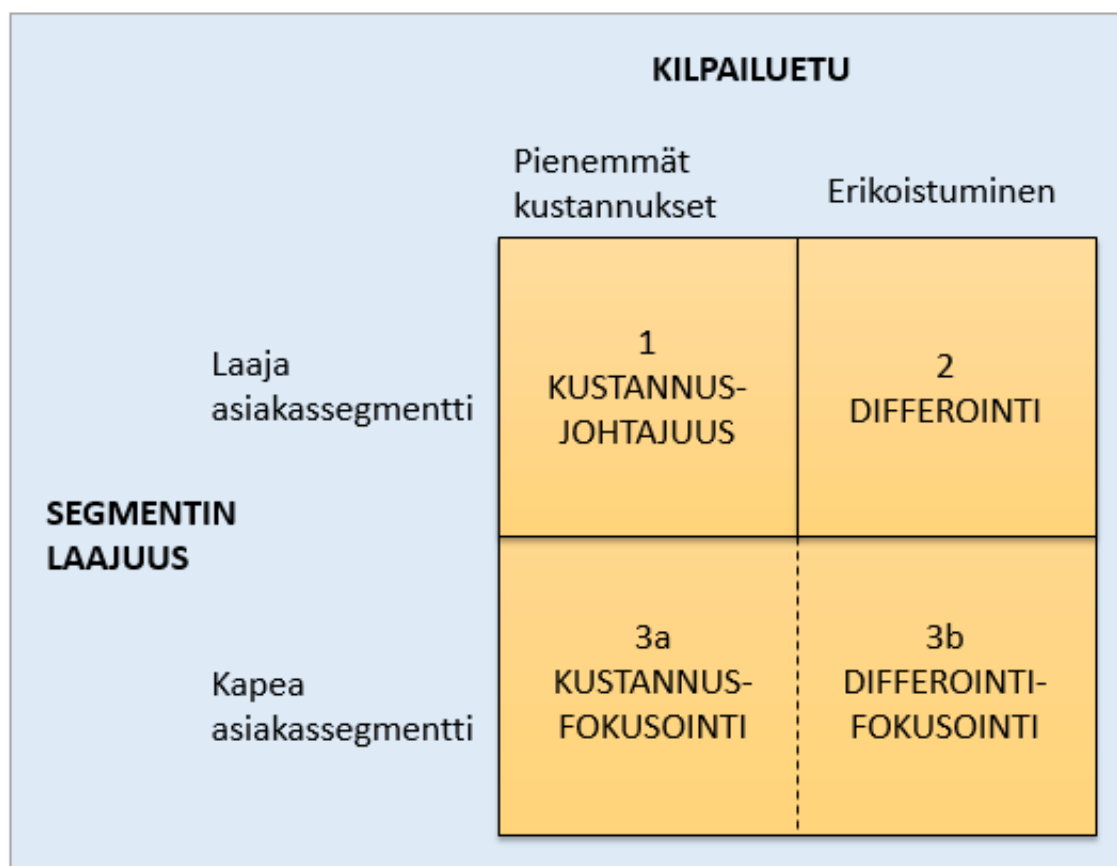 KILPAILUETU
Pienemmät
kustannukset
Erikoistuminen
Laaja
asiakassegmentti
1
KUSTANNUS-
JOHTAJUUS
2
DIFFEROINTI
SEGMENTIN
LAAJUUS
Kapea
asiakassegmentti
3a
KUSTANNUS-
FOKUSOINTI
3b
DIFFEROINTI-
FOKUSOINTI